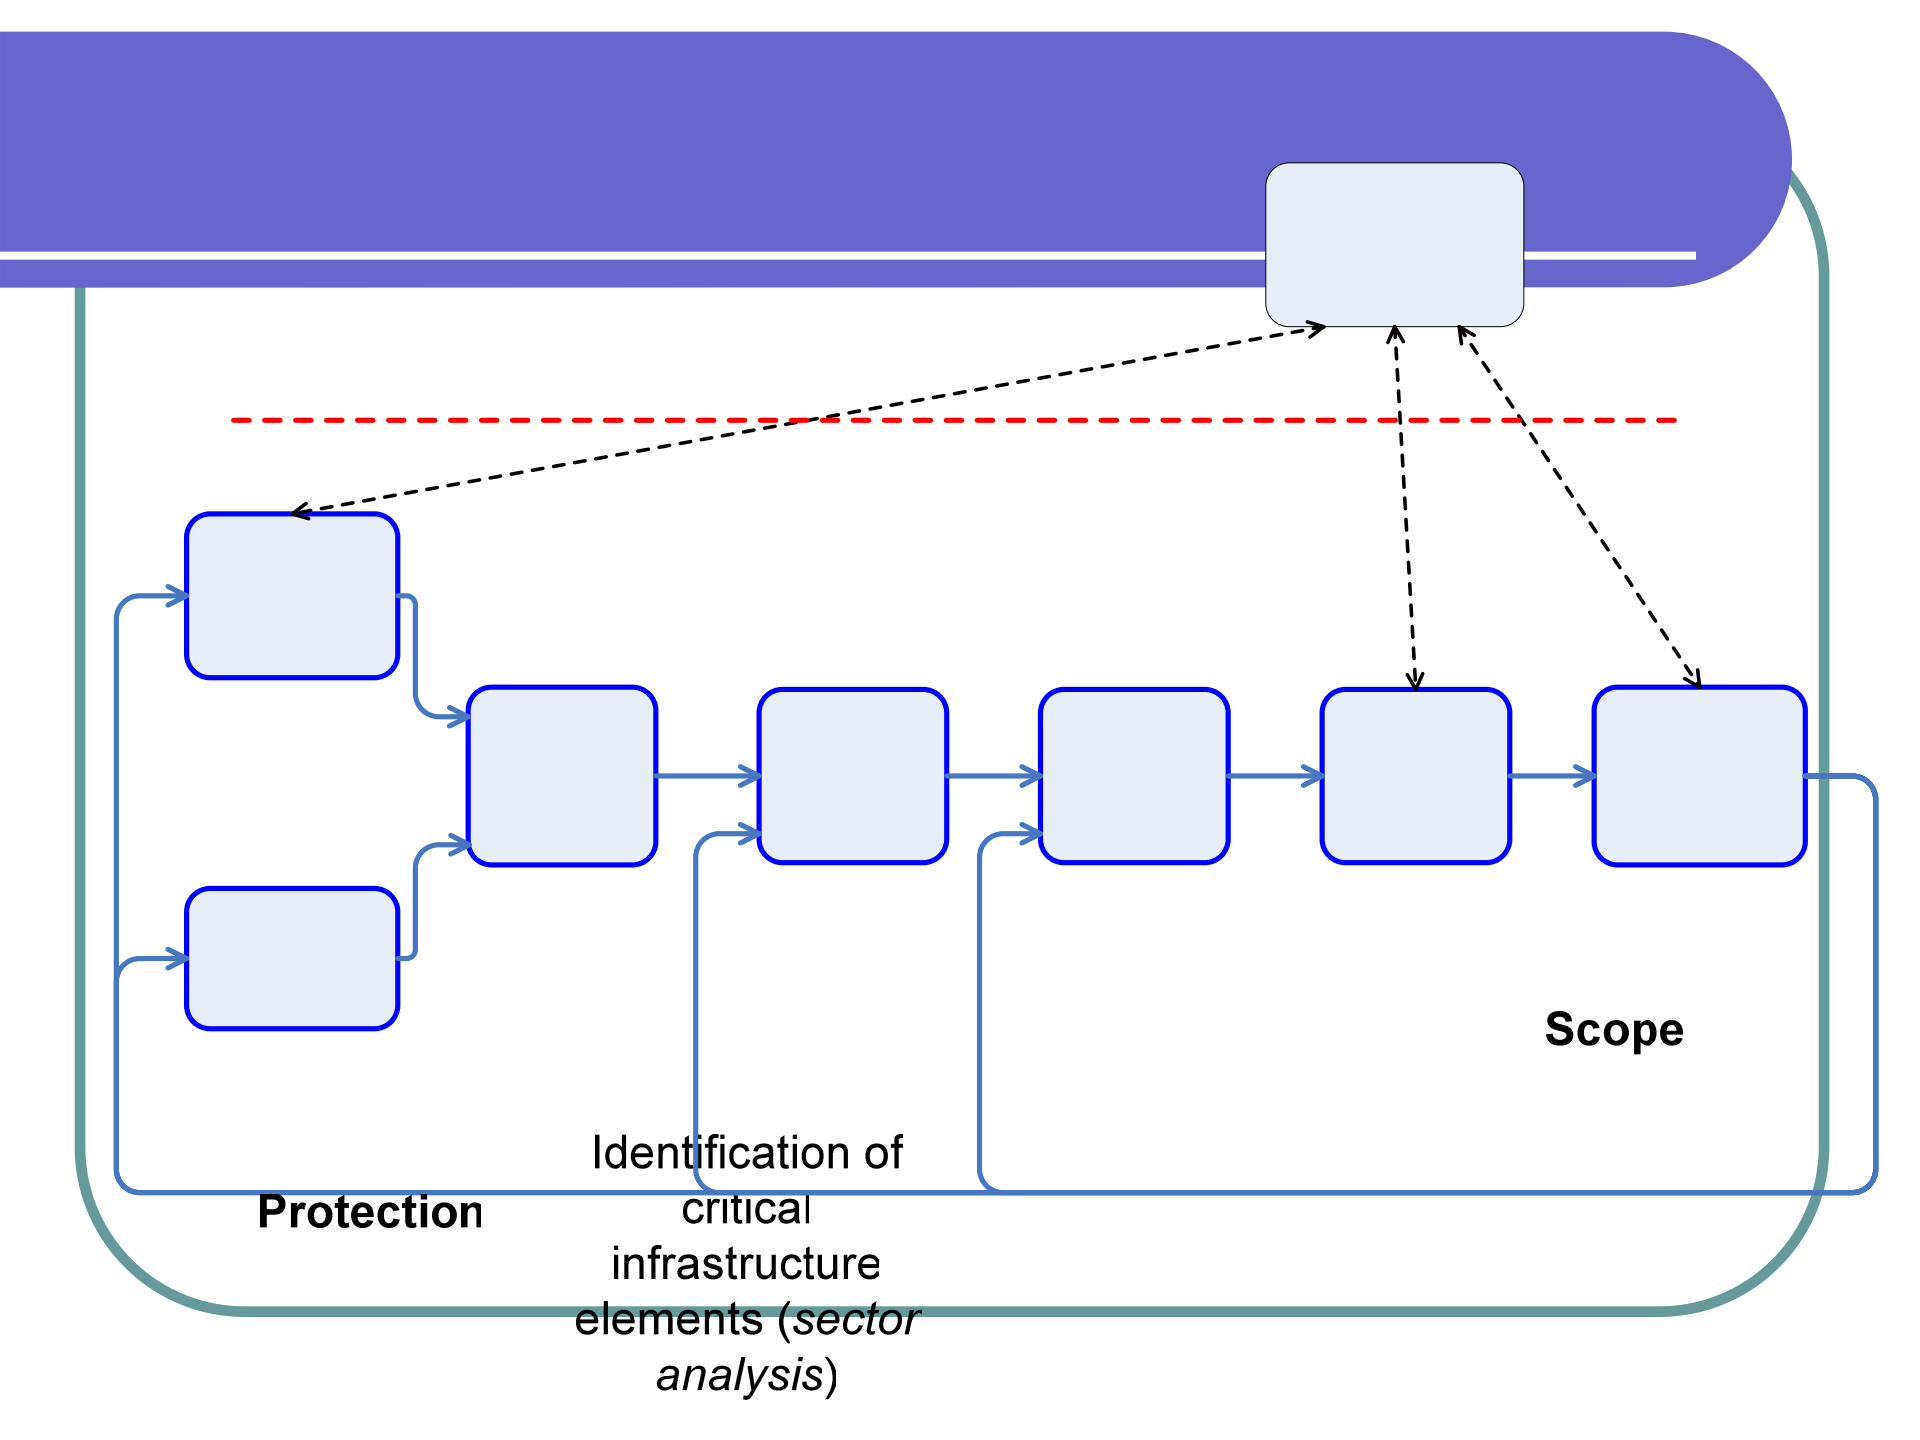 Scope
Identification of
critical
infrastructure
elements (sector
analysis)
Protection